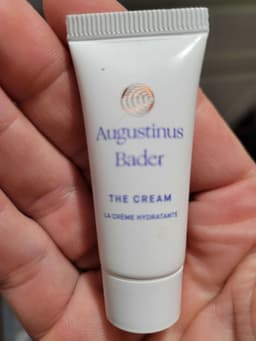 Augustinus
Bader
THE CREAM
LA CRÈME HYDRATANTE